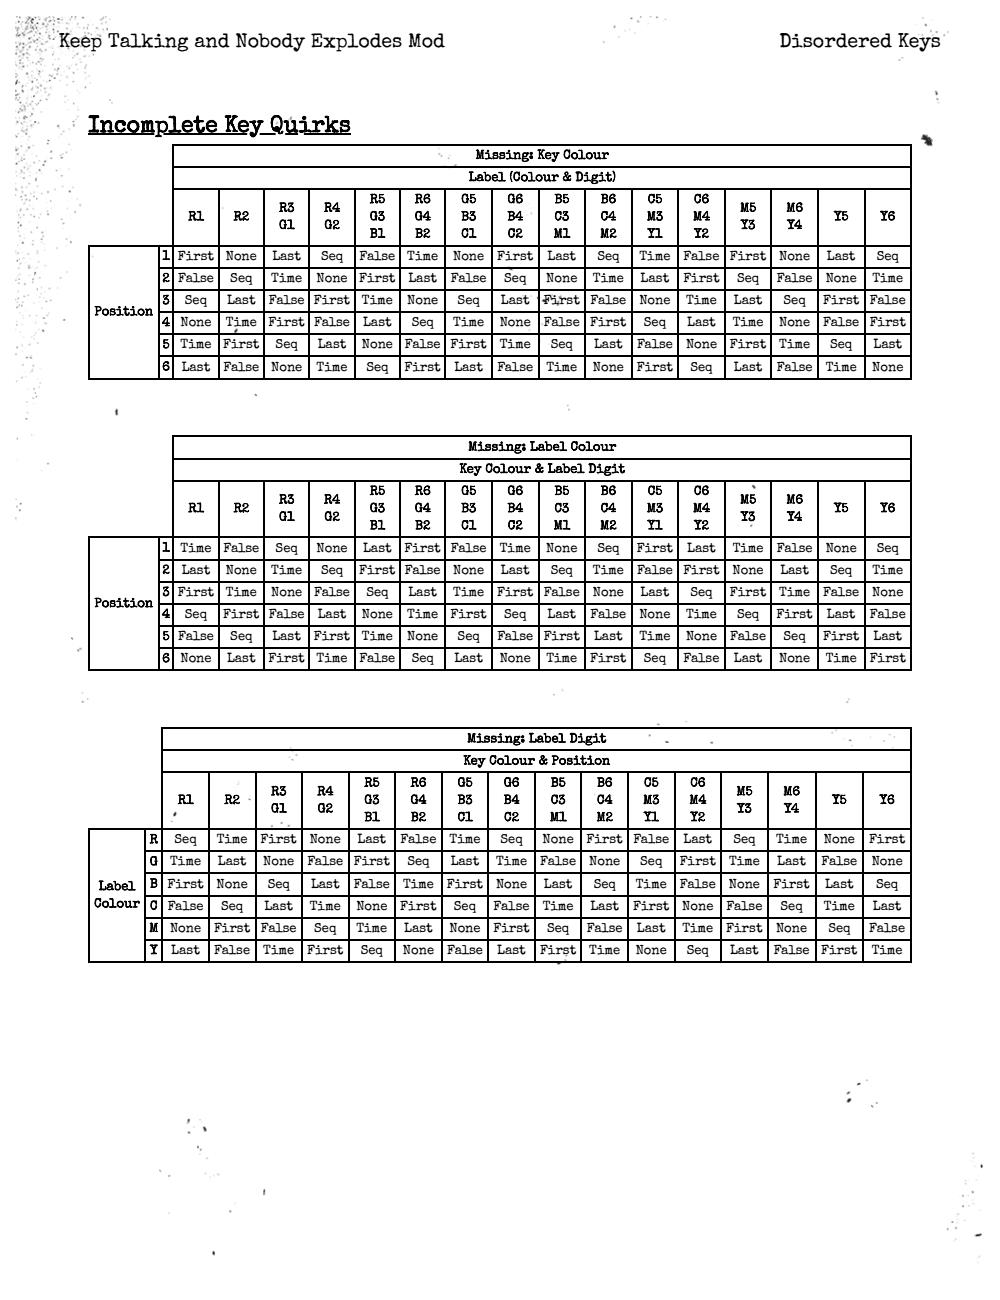 Keep Talking and Nobody Explodes Mod Disordered Keys
Incomplete Key Quirks
Missing: Key Colour
Label (Colour & Digit)
R1 R2 R3 G1 R4 G2 R5 G3 B1 R6 G4 B2 G5 B3 C1 G6 B4 C2 B5 C3 M1 B6 C4 M2 C5 M3 Y1 C6 M4 Y2 M5 Y3 M6 Y4 Y5 Y6
Position
1 First None Last Seq False Time None First Last Seq Time False First None Last Seq
2 False Seq Time None First Last False Seq None Time Last First Seq False None Time
3 Seq Last False First Time None Seq Last First False None Time Last Seq First False
4 None Time First False Last Seq Time None False First Seq Last Time None False First
5 Time First Seq Last None False First Time Seq Last False None First Time Seq Last
6 Last False None Time Seq First Last False Time None First Seq Last False Time None
Missing: Label Colour
Key Colour & Label Digit
R1 R2 R3 G1 R4 G2 R5 G3 B1 R6 G4 B2 G5 B3 C1 G6 B4 C2 B5 C3 M1 B6 C4 M2 C5 M3 Y1 C6 M4 Y2 M5 Y3 M6 Y4 Y5 Y6
Position
1 Time False Seq None Last First False Time None Seq First Last Time False None Seq
2 Last None Time Seq First False None Last Seq Time False First None Last Seq Time
3 First Time None False Seq Last Time First False None Last Seq First Time False None
4 Seq First False Last None Time First Seq Last False None Time Seq First Last False
5 False Seq Last First Time None Seq False First Last Time None False Seq First Last
6 None Last First Time False Seq Last None Time First Seq False Last None Time First
Missing: Label Digit
Key Colour & Position
R1 R2 R3 G1 R4 G2 R5 G3 B1 R6 G4 B2 G5 B3 C1 G6 B4 C2 B5 C3 M1 B6 C4 M2 C5 M3 Y1 C6 M4 Y2 M5 Y3 M6 Y4 Y5 Y6
Label Colour
R Seq Time First None Last False Time Seq None First False Last Seq Time None First
G Time Last None False First Seq Last Time False None Seq First Time Last False None
B First None Seq Last False Time First None Last Seq Time False None First Last Seq
C False Seq Last Time None First Seq False Time Last First None False Seq Time Last
M None First False Seq Time Last None First Seq False Last Time First None Seq False
Y Last False Time First Seq None False Last First Time None Seq Last False First Time